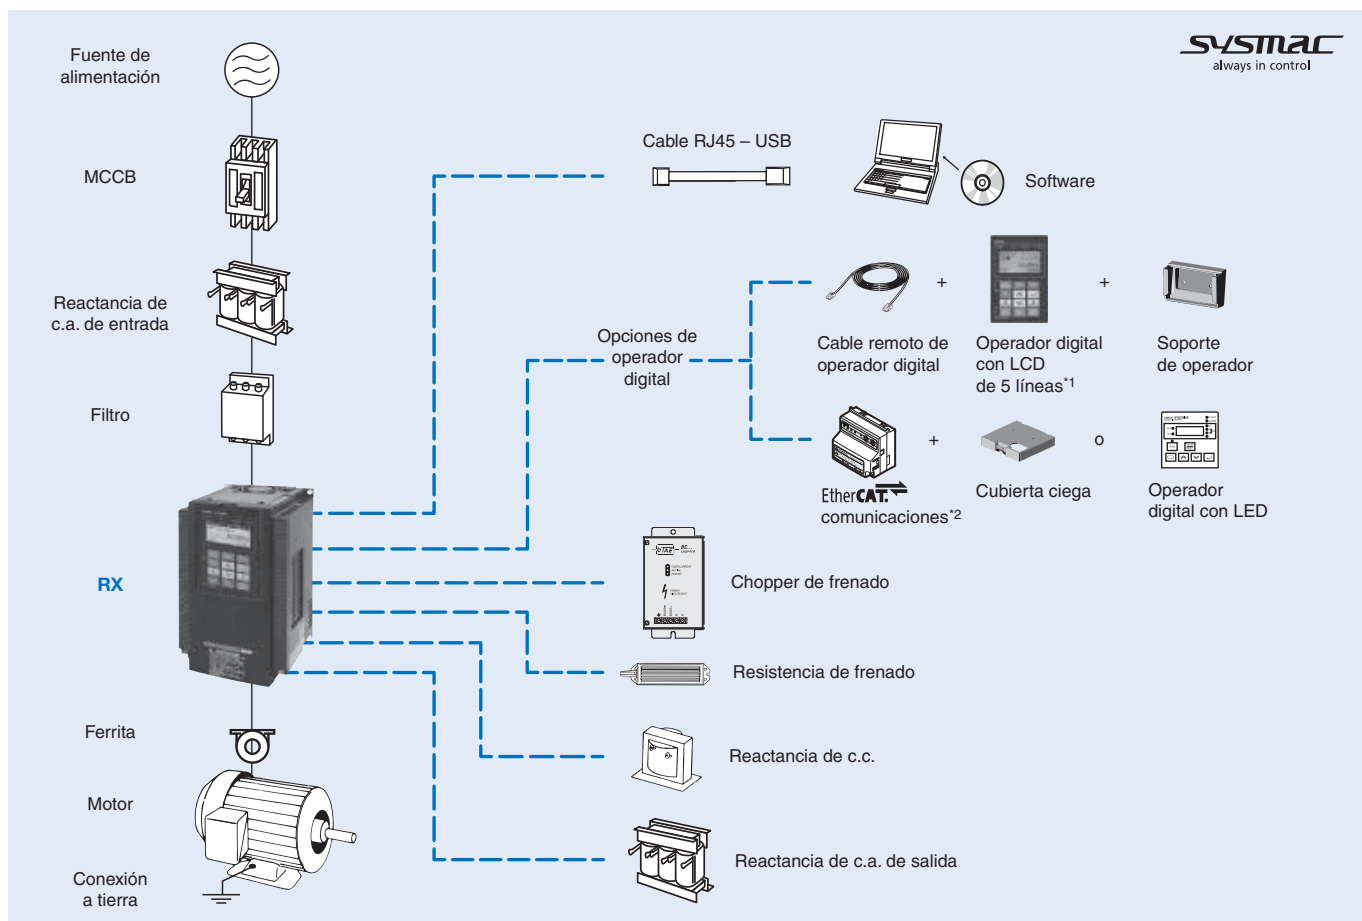 sysmac
always in control
Fuente de
alimentación
MCCB
Reactancia de
c.a. de entrada
Filtro
RX
Ferrita
Motor
Conexión
a tierra
Cable RJ45 – USB
Software
Opciones de
operador
digital
+
+
Cable remoto de
operador digital
Operador digital
con LCD
de 5 líneas*1
Soporte
de operador
+
o
EtherCAT.
comunicaciones*2
Cubierta ciega
Operador
digital con LED
Chopper de frenado
Resistencia de frenado
Reactancia de c.c.
Reactancia de c.a. de salida